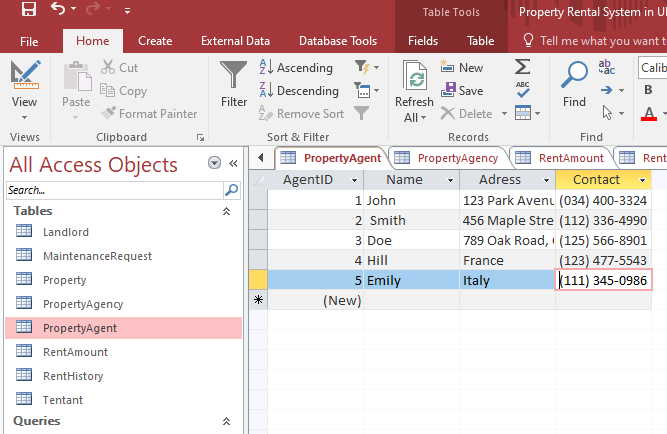 Table Tools
Property Rental System in U
File
Home
Create
External Data
Database Tools
Fields
Table
Tell me what you want to
View
Paste
Cut
Copy
Format Painter
Filter
Ascending
Descending
Remove Sort
Refresh
All
New
Save
Delete
Find
Calib
B
A
Views
Clipboard
Sort & Filter
Records
Find
All Access Objects
Search...
Tables
Landlord
MaintenanceRequest
Property
PropertyAgency
PropertyAgent
RentAmount
RentHistory
Tentant
Queries
PropertyAgent
PropertyAgency
RentAmount
Rent
AgentID Name Adress Contact
1 John 123 Park Avenu (034) 400-3324
2 Smith 456 Maple Stre (112) 336-4990
3 Doe 789 Oak Road, (125) 566-8901
4 Hill France (123) 477-5543
5 Emily Italy (111) 345-0986
(New)